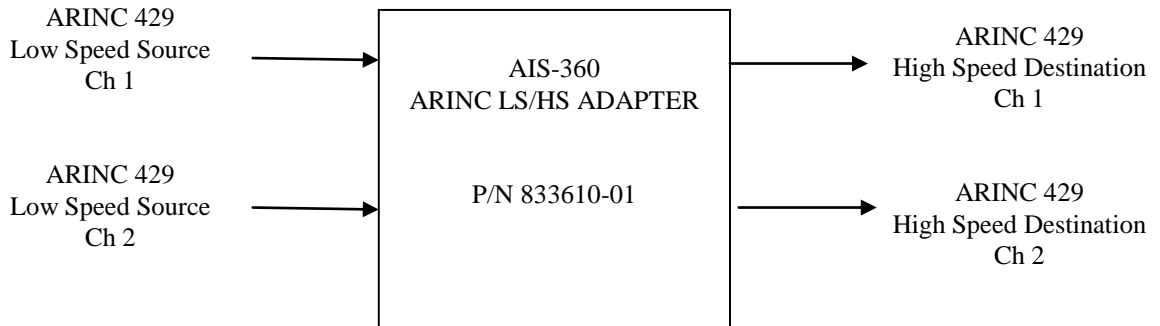 ARINC 429
Low Speed Source
Ch 1
ARINC 429
Low Speed Source
Ch 2
AIS-360
ARINC LS/HS ADAPTER
P/N 833610-01
ARINC 429
High Speed Destination
Ch 1
ARINC 429
High Speed Destination
Ch 2